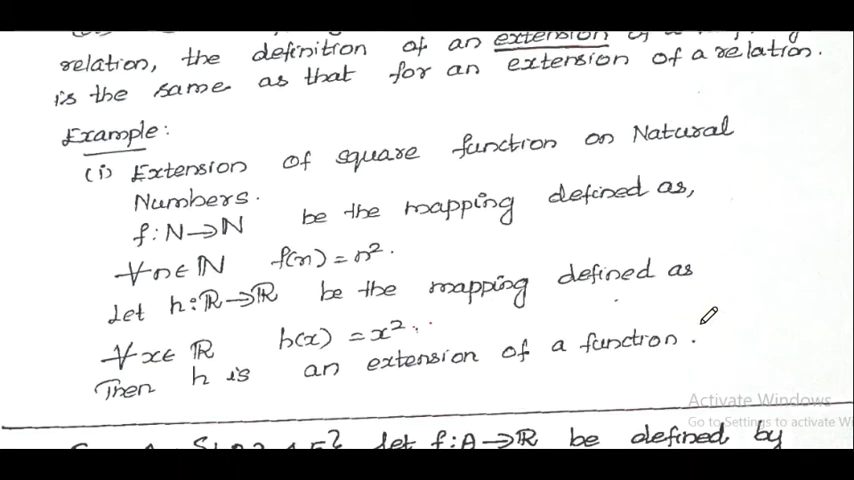 extension of a
relation, the definition of an extension of a relation.
is the same as that for an
Example:
(i) Extension of square function on Natural
Numbers.
f: N→N be the mapping defined as,
∀n∈N f(n)=n².
Let h: R→R be the mapping defined as
∀x∈ R h(x) = x².
Then h is an extension of a function.
Activate Windows
Go to Settings to activate W
let f: A→R be defined by